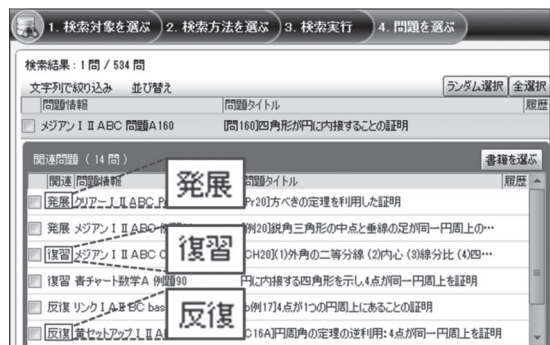 1. 検索対象を選ぶ 2. 検索方法を選ぶ 3. 検索実行 4. 問題を選ぶ
検索結果：1 問 / 534 問
文字列で絞り込み 並び替え ランダム選択 全選択
問題情報 問題タイトル 履歴
メジアンⅠⅡABC 問題A160 [問160]四角形が円に内接することの証明
関連問題（ 14 問） 書籍を選ぶ
関連 問題情報 問題タイトル 履歴
発展 クリアーⅠⅡABC Pr20]方べきの定理を利用した証明
発展
発展 メジアンⅠⅡABC 例20]鋭角三角形の中点と垂線の足が同一円周上の…
復習 メジアンⅠⅡABC CH20](1)外角の二等分線 (2)内心 (3)線分比 (4)四…
復習
復習 青チャート数学A 例題90 円に内接する四角形を示し,4点が同一円周上を証明
反復 リンクⅠAⅡBC bas 例17]4点が1つの円周上にあることの証明
反復
反復 黄セットアップⅠⅡA C16A]円周角の定理の逆利用：4点が同一円周上を証明